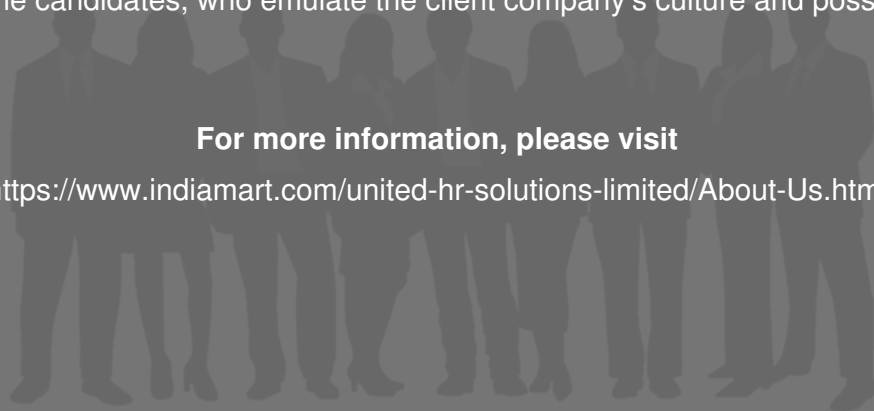 candidates, who emulate the client company's culture and
For more information, please visit
ttps://www.indiamart.com/united-hr-solutions-limited/About-Us.htm